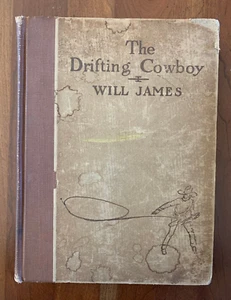 The
Drifting Cowboy
WILL JAMES